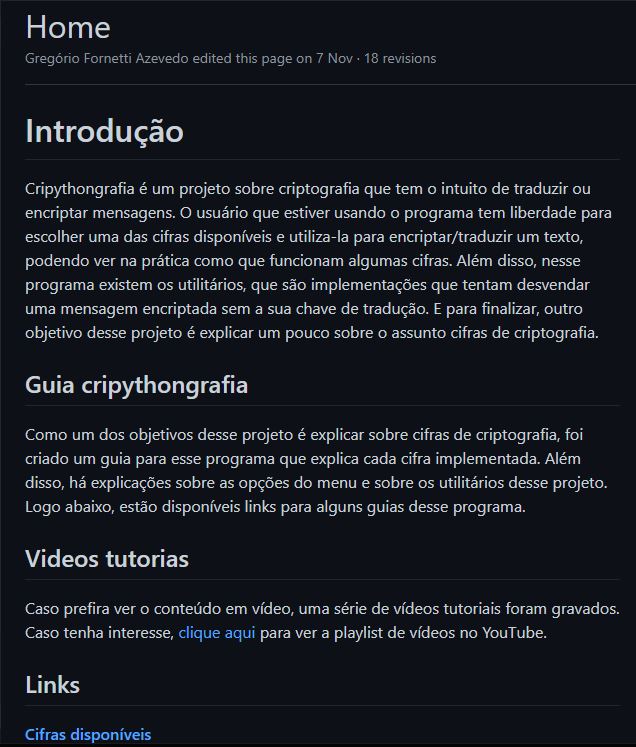 Home
Gregório Fornetti Azevedo edited this page on 7 Nov · 18 revisions
Introdução
Cripythongrafia é um projeto sobre criptografia que tem o intuito de traduzir ou
encriptar mensagens. O usuário que estiver usando o programa tem liberdade para
escolher uma das cifras disponíveis e utiliza-la para encriptar/traduzir um texto,
podendo ver na prática como que funcionam algumas cifras. Além disso, nesse
programa existem os utilitários, que são implementações que tentam desvendar
uma mensagem encriptada sem a sua chave de tradução. E para finalizar, outro
objetivo desse projeto é explicar um pouco sobre o assunto cifras de criptografia.
Guia cripythongrafia
Como um dos objetivos desse projeto é explicar sobre cifras de criptografia, foi
criado um guia para esse programa que explica cada cifra implementada. Além
disso, há explicações sobre as opções do menu e sobre os utilitários desse projeto.
Logo abaixo, estão disponíveis links para alguns guias desse programa.
Videos tutorias
Caso prefira ver o conteúdo em vídeo, uma série de vídeos tutoriais foram gravados.
Caso tenha interesse, clique aqui para ver a playlist de vídeos no YouTube.
Links
Cifras disponíveis